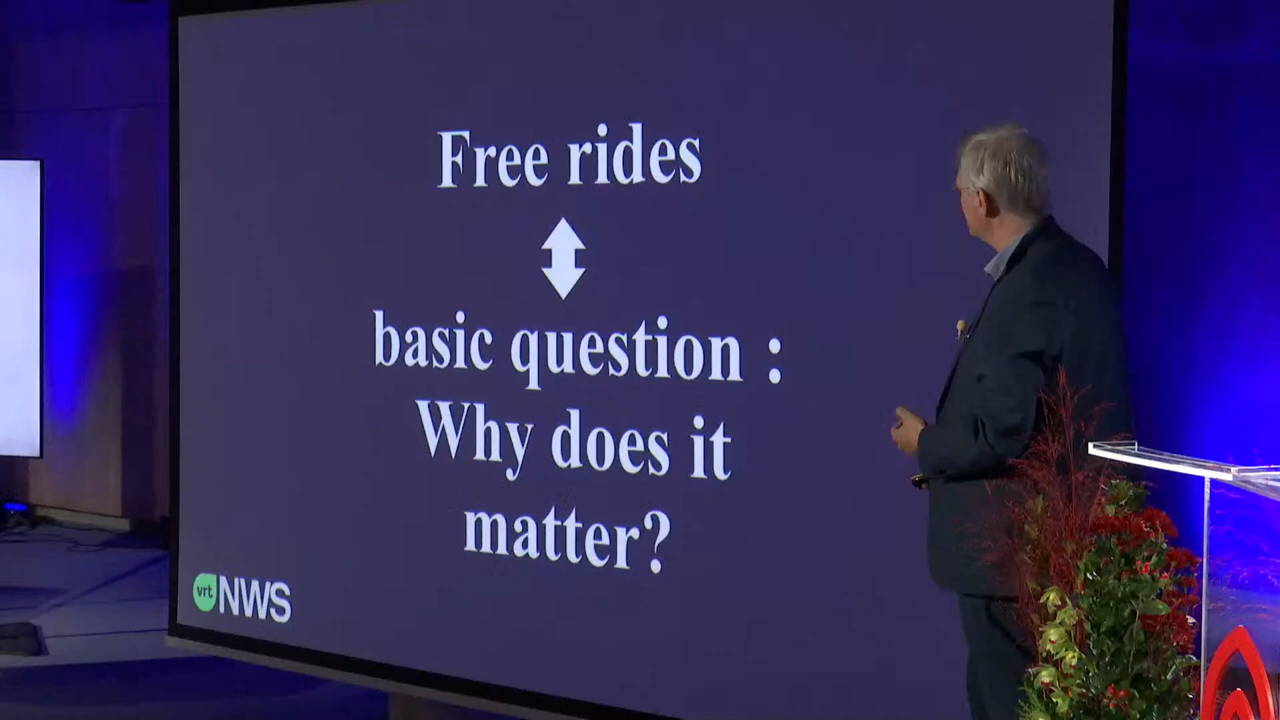 Free rides
basic question :
Why does it
matter?
vrt NWS